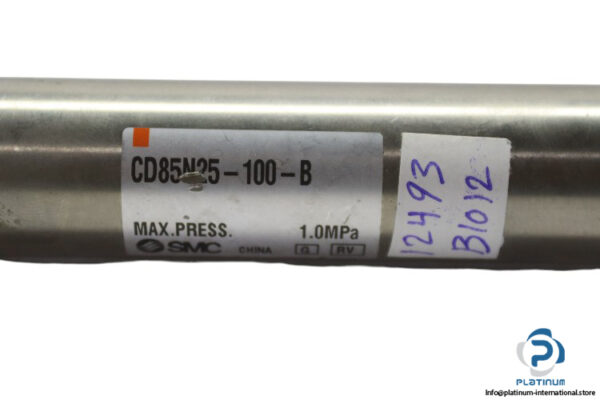 CD85N25-100-B
MAX.PRESS. 1.0MPa
SMC CHINA G RV
12493
B1012
PLATINUM
Info@platinum-international.store